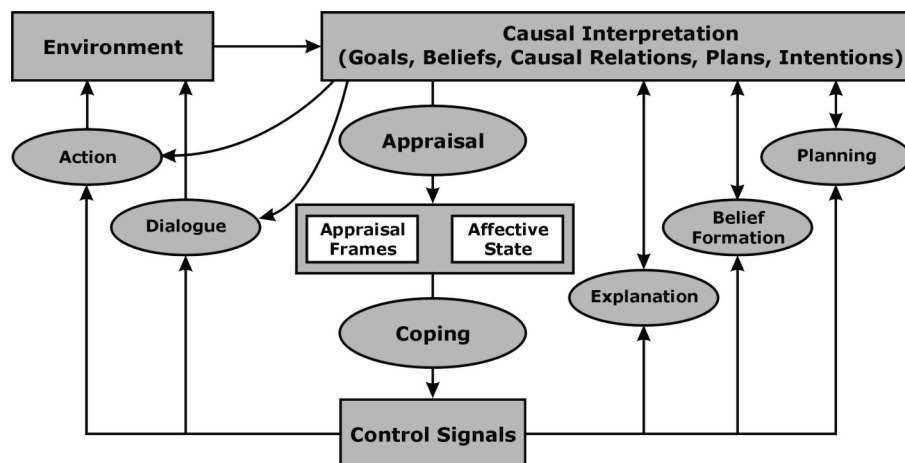 Environment
Causal Interpretation
(Goals, Beliefs, Causal Relations, Plans, Intentions)
Action
Appraisal
Planning
Dialogue
Appraisal
Frames
Affective
State
Belief
Formation
Explanation
Coping
Control Signals